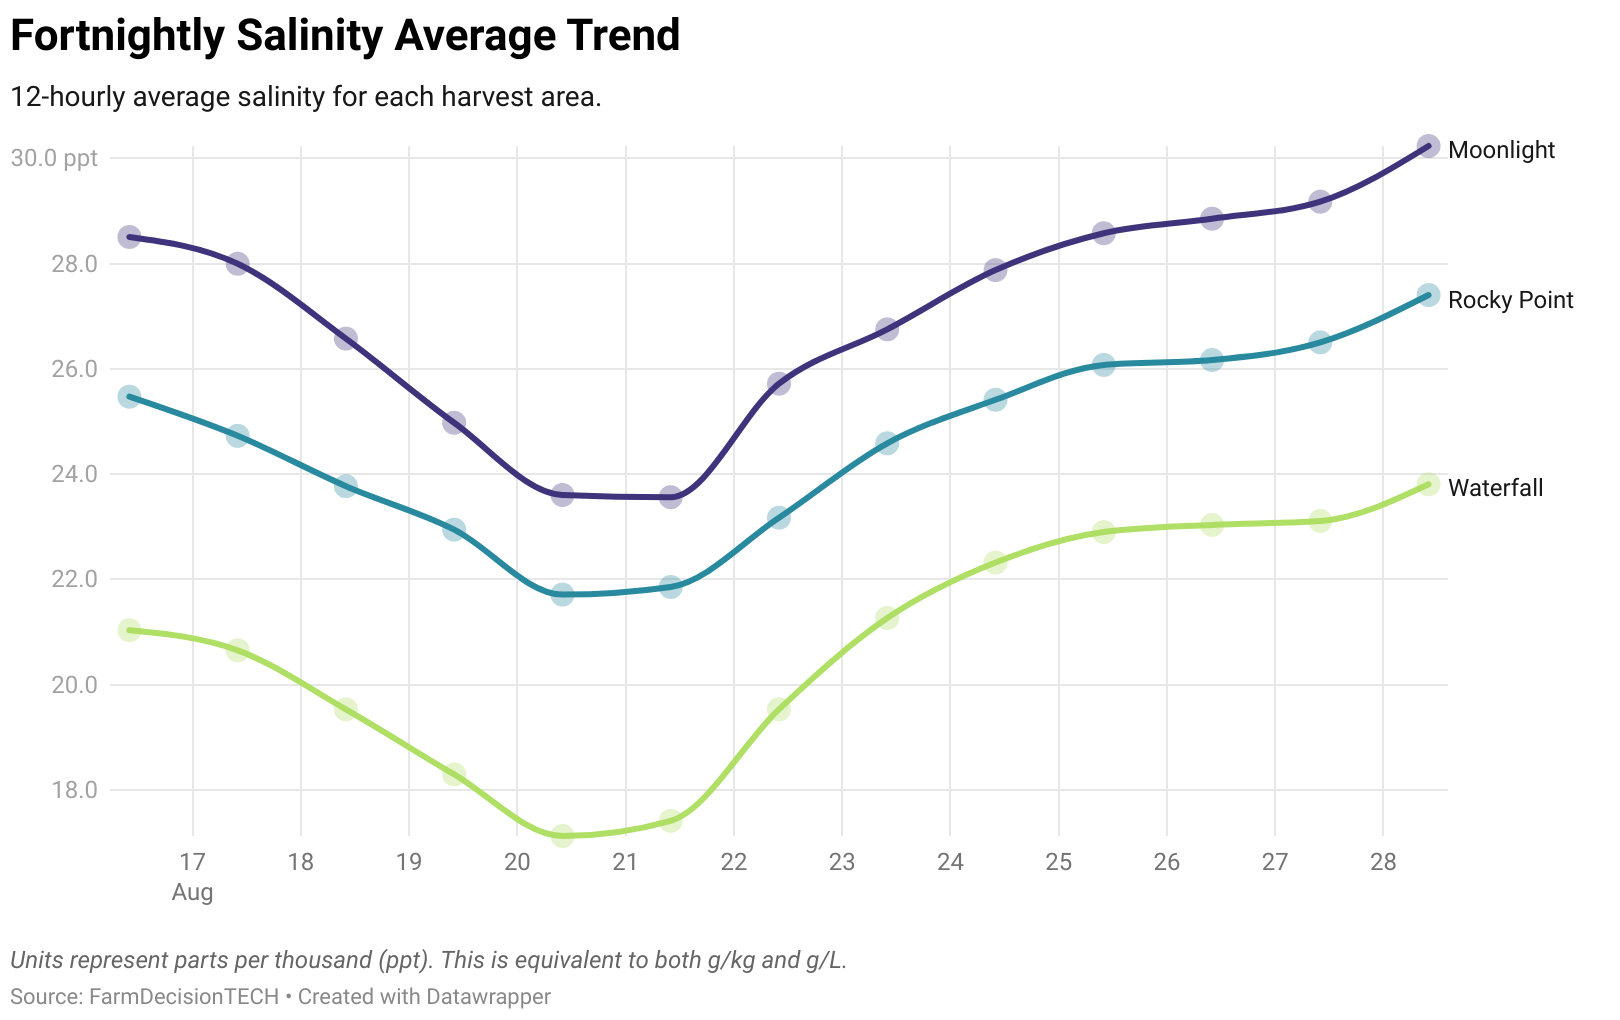 Fortnightly Salinity Average Trend
12-hourly average salinity for each harvest area.
30.0 ppt
Moonlight
28.0
Rocky Point
26.0
24.0
Waterfall
22.0
20.0
18.0
17 18 19 20 21 22 23 24 25 26 27 28
Aug
Units represent parts per thousand (ppt). This is equivalent to both g/kg and g/L.
Source: FarmDecisionTECH • Created with Datawrapper